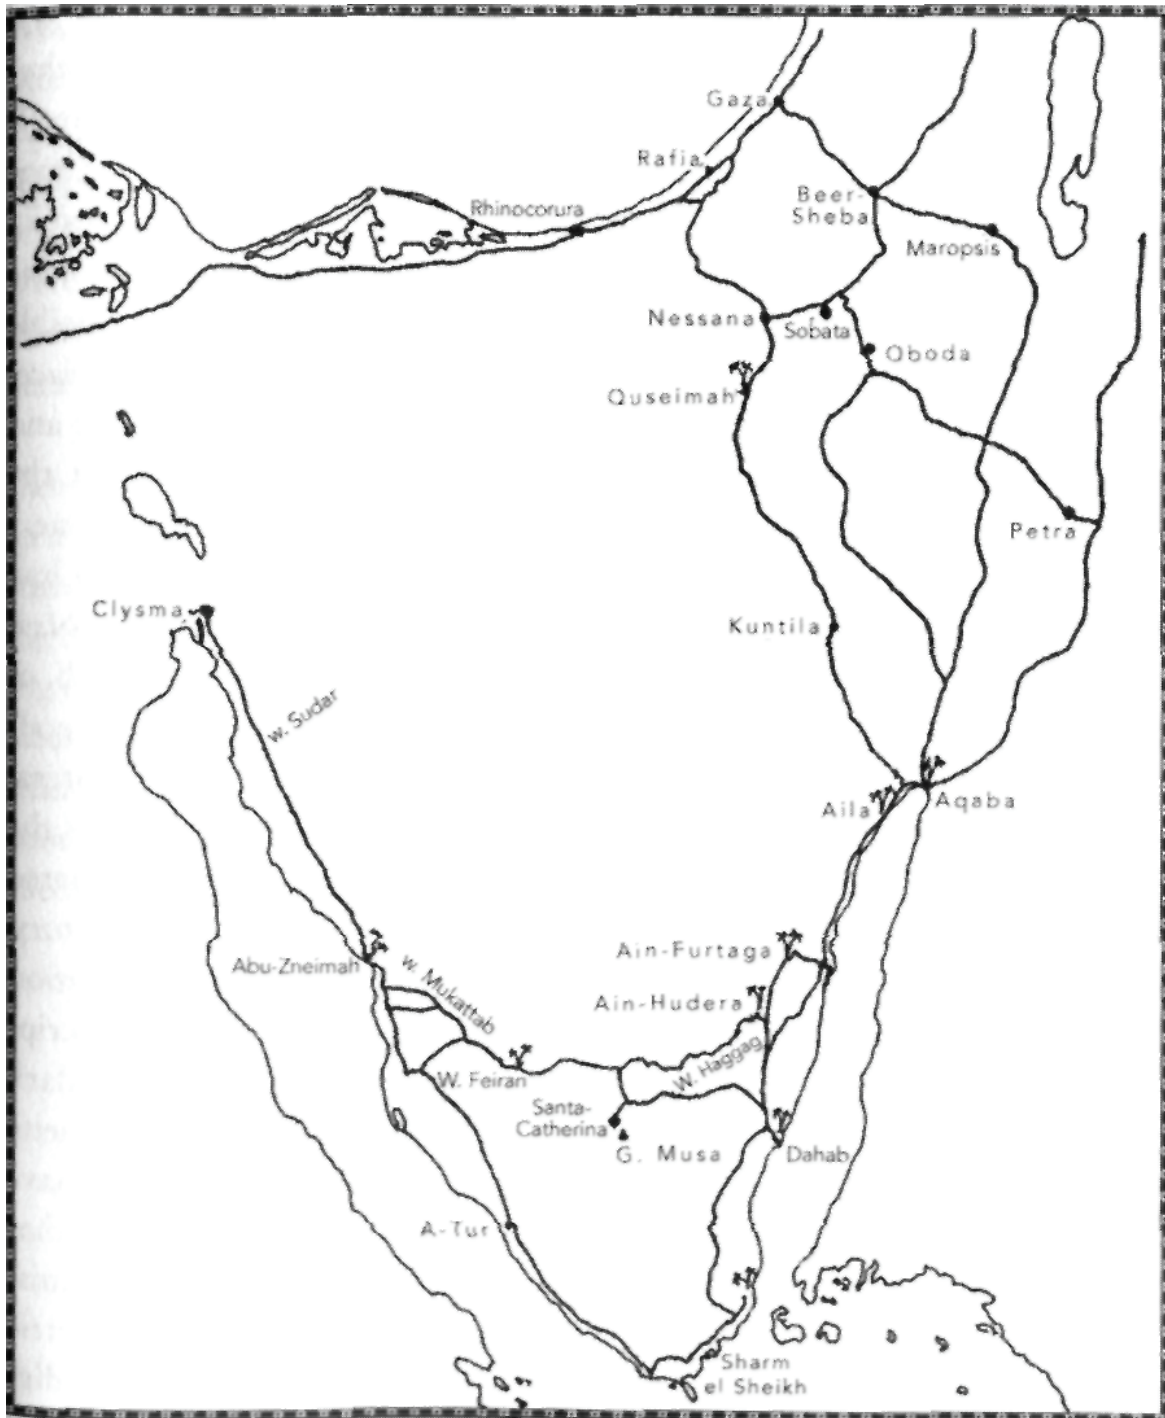 Gaza
Rafia
Rhinocorura
Beer-
Sheba
Maropsis
Nessana
Sobata
Oboda
Quseimah
Petra
Clysma
Kuntila
w. Sudar
Aila
Aqaba
Ain-Furtaga
Abu-Zneimah
w. Mukattab
Ain-Hudera
W. Haggag
W. Feiran
Santa-
Catherina
G. Musa
Dahab
A-Tur
Sharm
el Sheikh